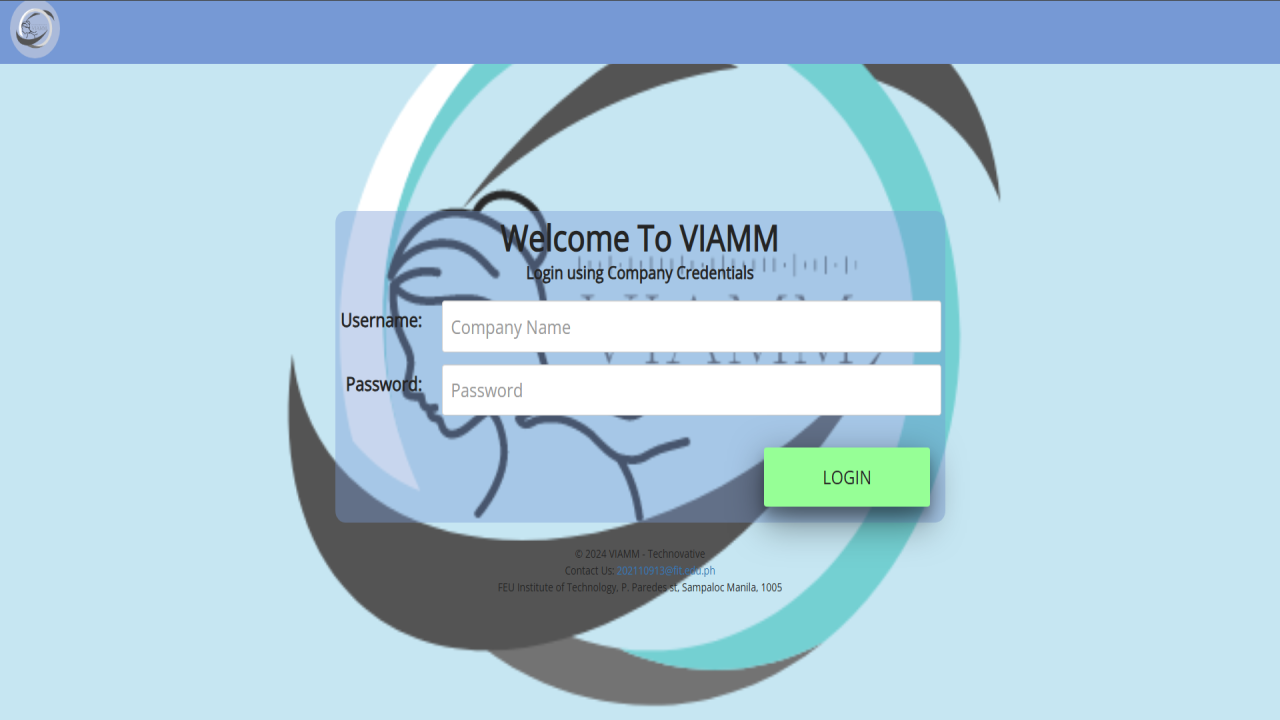 Welcome To VIAMM
Login using Company Credentials
VIAMM
Username:
Company Name
Password:
Password
LOGIN
© 2024 VIAMM - Technovative
Contact Us: 202110913@fit.edu.ph
FEU Institute of Technology, P. Paredes st, Sampaloc Manila, 1005